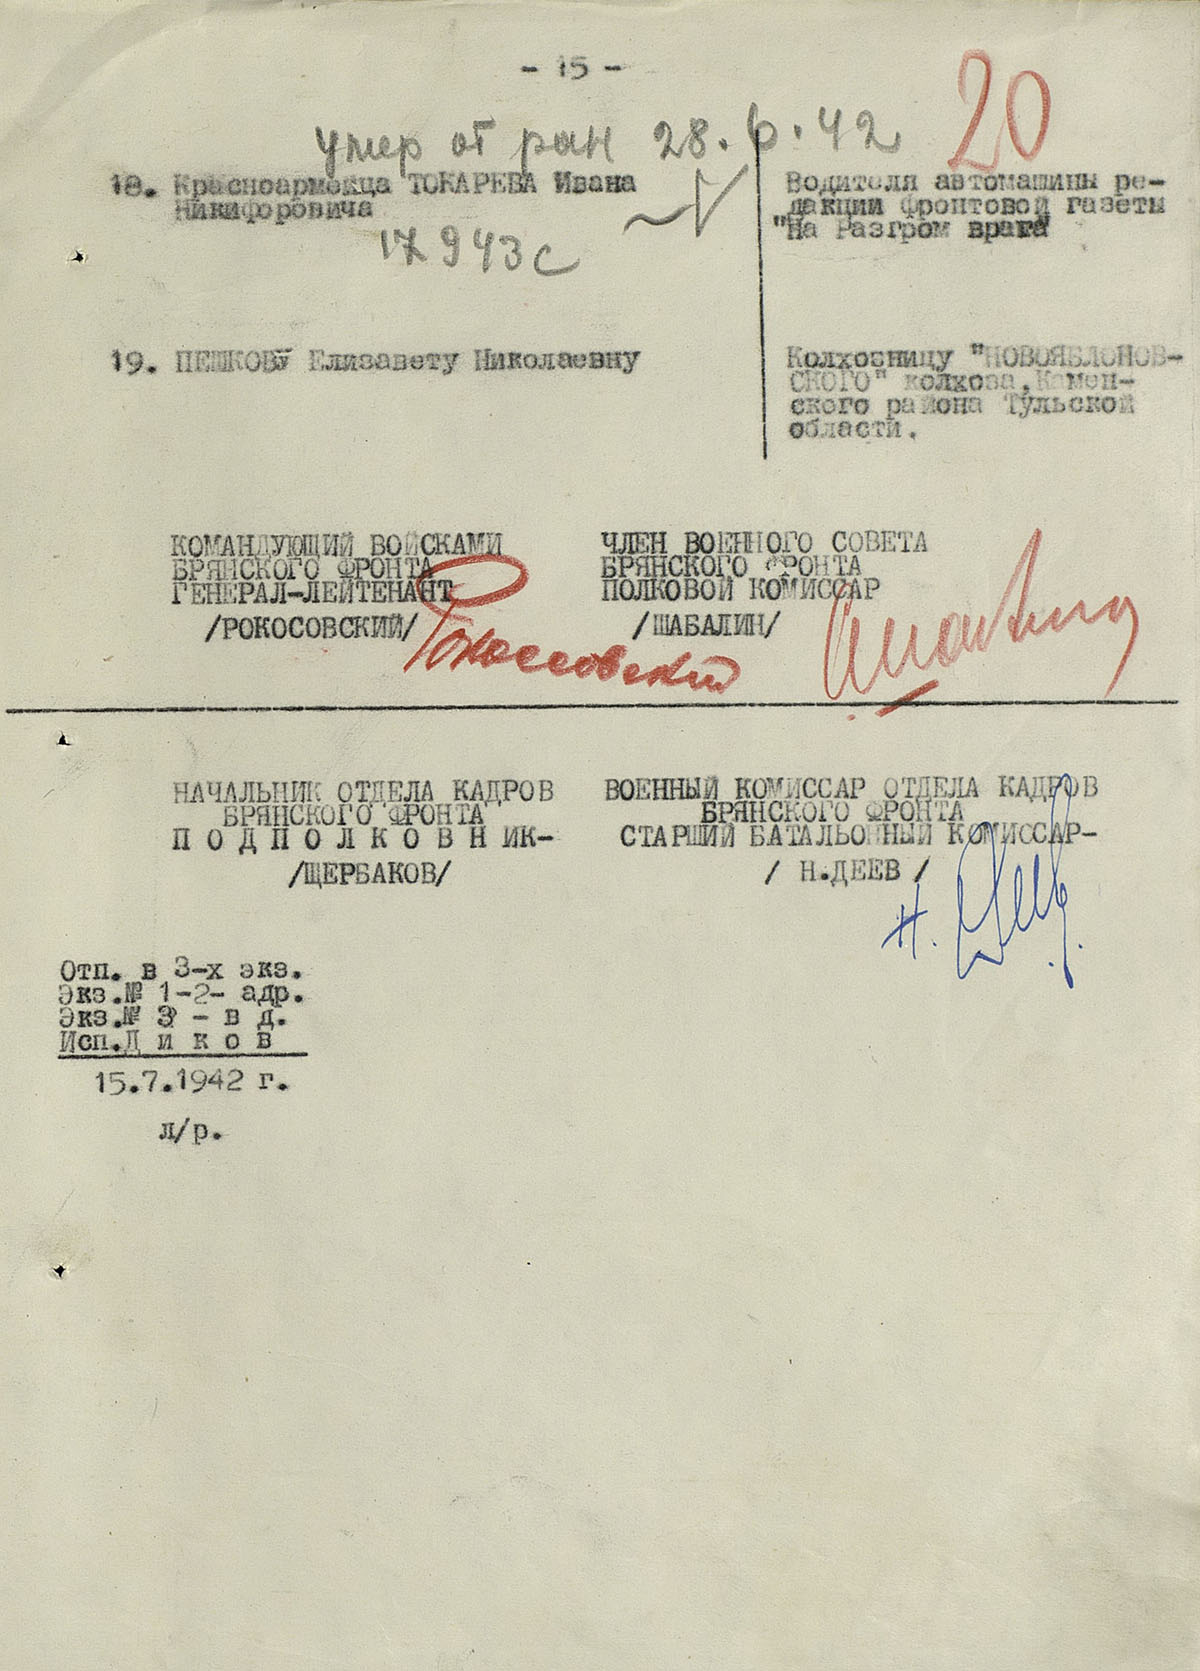 - 15 -
20
умер от ран 28.6.42
18. Красноармейца ТОКАРЕВА Ивана
Никифоровича
17943с
Водителя автомашины ре-
дакции фронтовой газеты
"На Разгром врага"
19. ПЕШКОВУ Елизавету Николаевну
Колхозницу "НОВОЯБЛОНОВ-
СКОГО" колхоза,Камен-
ского района Тульской
области.
КОМАНДУЮЩИЙ ВОЙСКАМИ
БРЯНСКОГО ФРОНТА
ГЕНЕРАЛ-ЛЕЙТЕНАНТ
/РОКОСОВСКИЙ/
Рокоссовский
ЧЛЕН ВОЕННОГО СОВЕТА
БРЯНСКОГО ФРОНТА
ПОЛКОВОЙ КОМИССАР
/ШАБАЛИН/
НАЧАЛЬНИК ОТДЕЛА КАДРОВ
БРЯНСКОГО ФРОНТА
П О Д П О Л К О В Н ИК-
/ЩЕРБАКОВ/
ВОЕННЫЙ КОМИССАР ОТДЕЛА КАДРОВ
БРЯНСКОГО ФРОНТА
СТАРШИЙ БАТАЛЬОННЫЙ КОМИССАР-
/ Н.ДЕЕВ /
Н. Деев
Отп. в 3-х экз.
Экз.№ 1-2- адр.
Экз.№ 3 - в д.
Исп.Д и к о в
15.7.1942 г.
л/р.